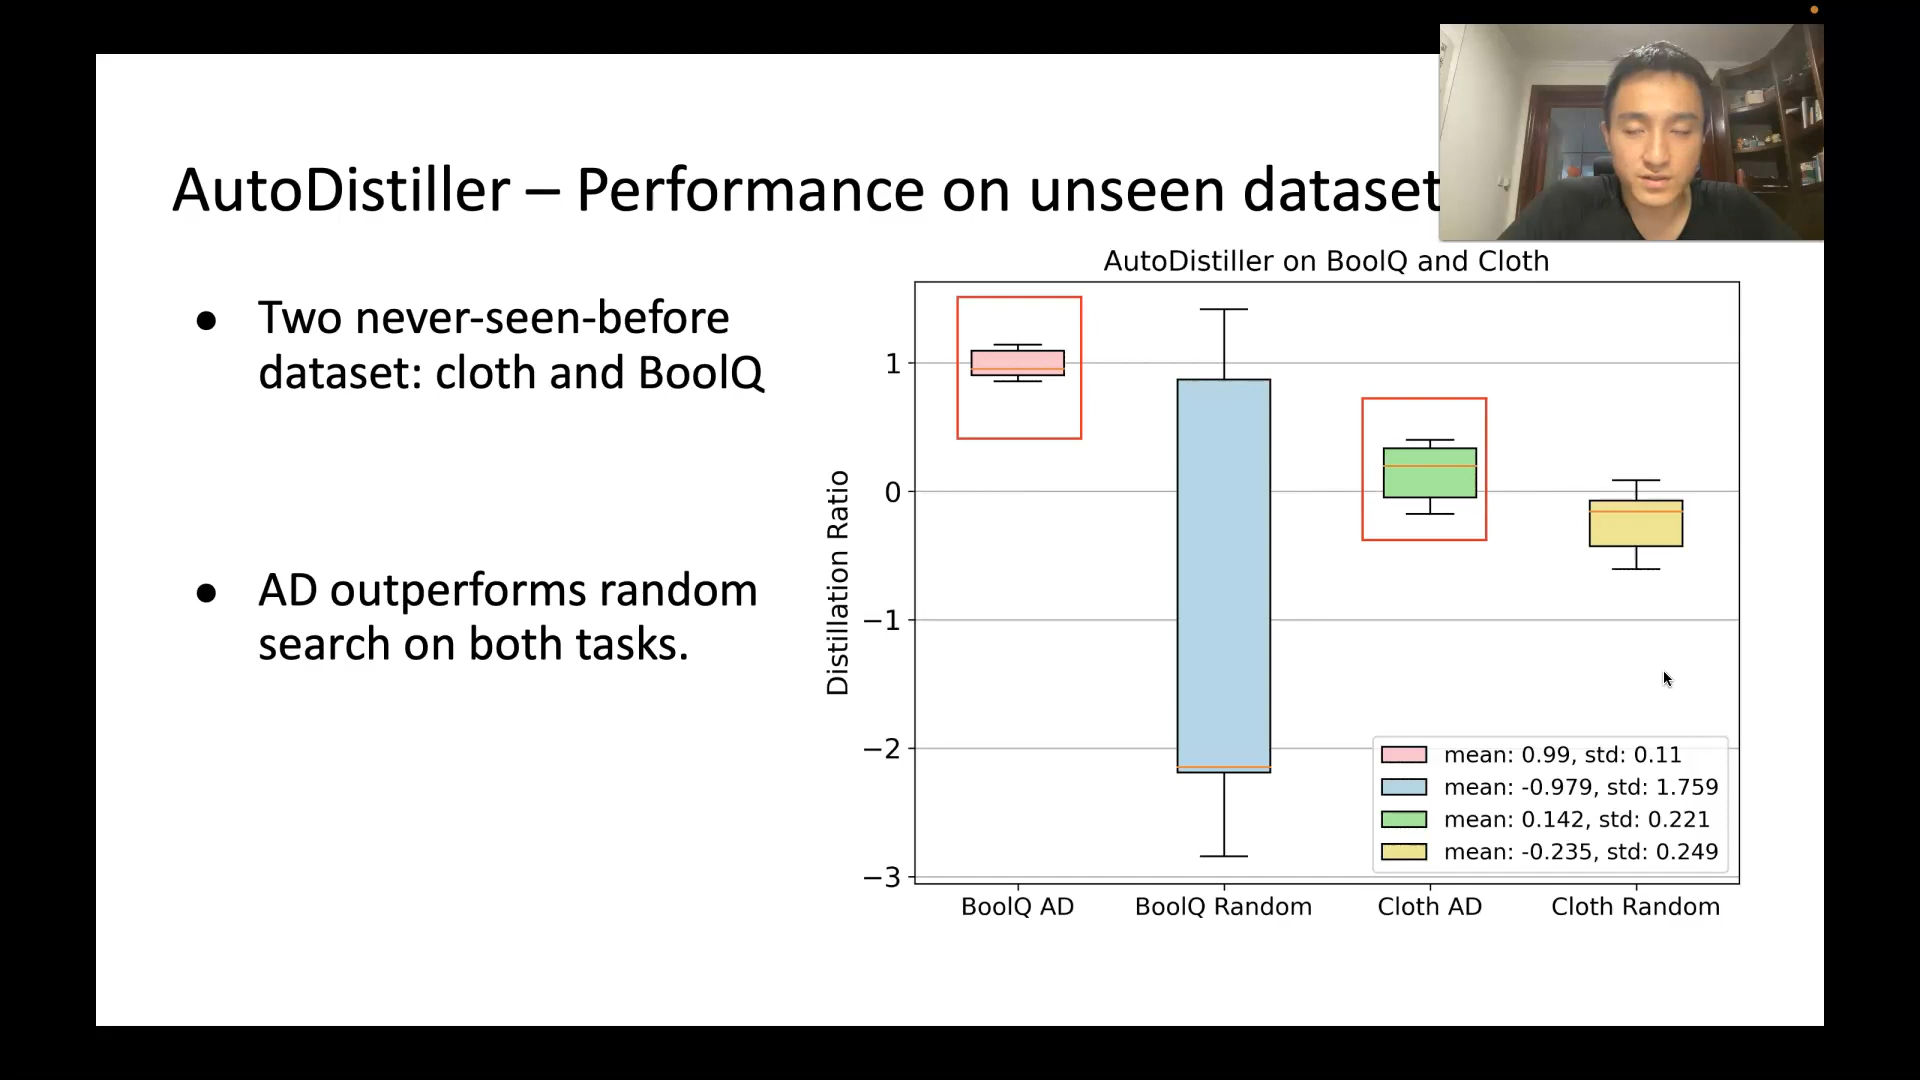 AutoDistiller – Performance on unseen dataset
● Two never-seen-before
dataset: cloth and BoolQ
● AD outperforms random
search on both tasks.
AutoDistiller on BoolQ and Cloth
Distillation Ratio
1
0
−1
−2
−3
mean: 0.99, std: 0.11
mean: -0.979, std: 1.759
mean: 0.142, std: 0.221
mean: -0.235, std: 0.249
BoolQ AD
BoolQ Random
Cloth AD
Cloth Random